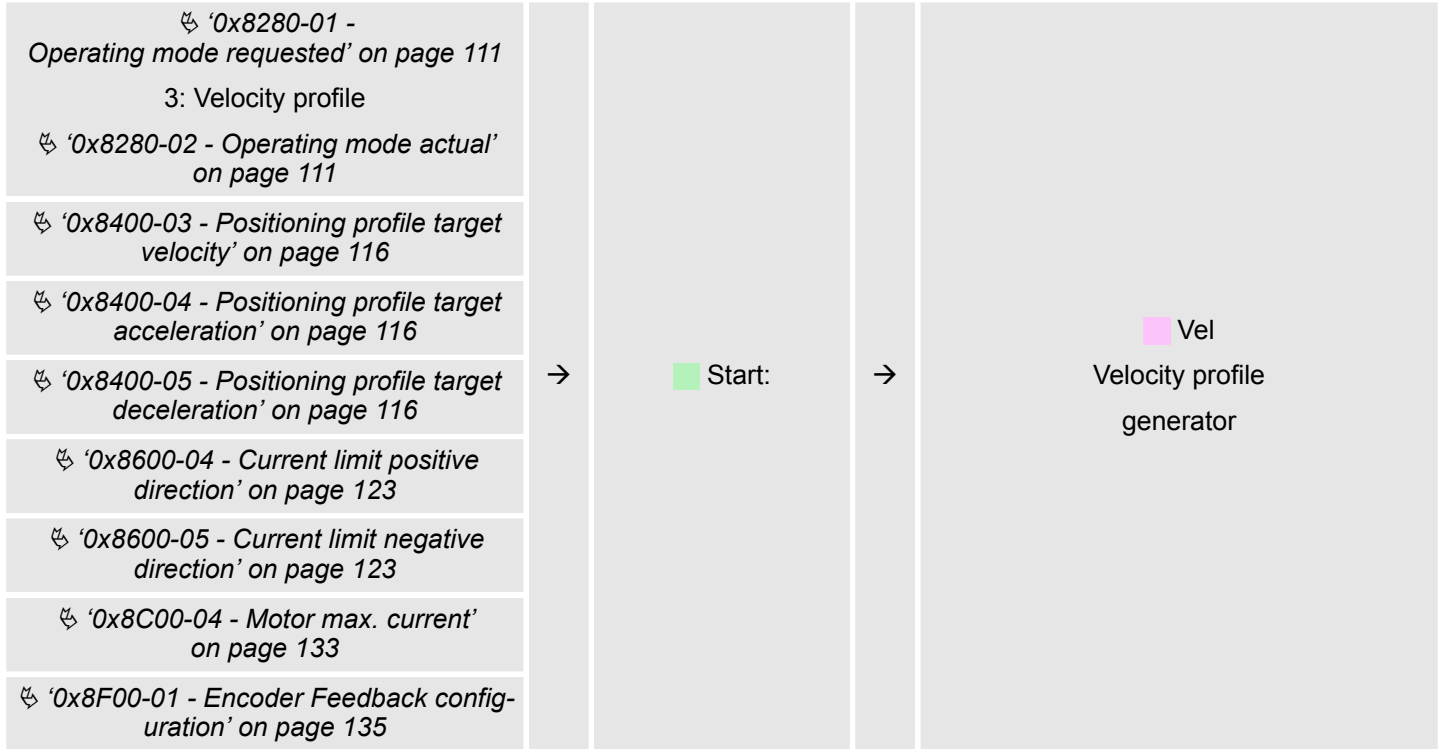 ↳ ‘0x8280-01 -
Operating mode requested’ on page 111
3: Velocity profile
↳ ‘0x8280-02 - Operating mode actual’
on page 111
↳ ‘0x8400-03 - Positioning profile target
velocity’ on page 116
↳ ‘0x8400-04 - Positioning profile target
acceleration’ on page 116
↳ ‘0x8400-05 - Positioning profile target
deceleration’ on page 116
↳ ‘0x8600-04 - Current limit positive
direction’ on page 123
↳ ‘0x8600-05 - Current limit negative
direction’ on page 123
↳ ‘0x8C00-04 - Motor max. current’
on page 133
↳ ‘0x8F00-01 - Encoder Feedback config-
uration’ on page 135
→
Start:
→
Vel
Velocity profile
generator